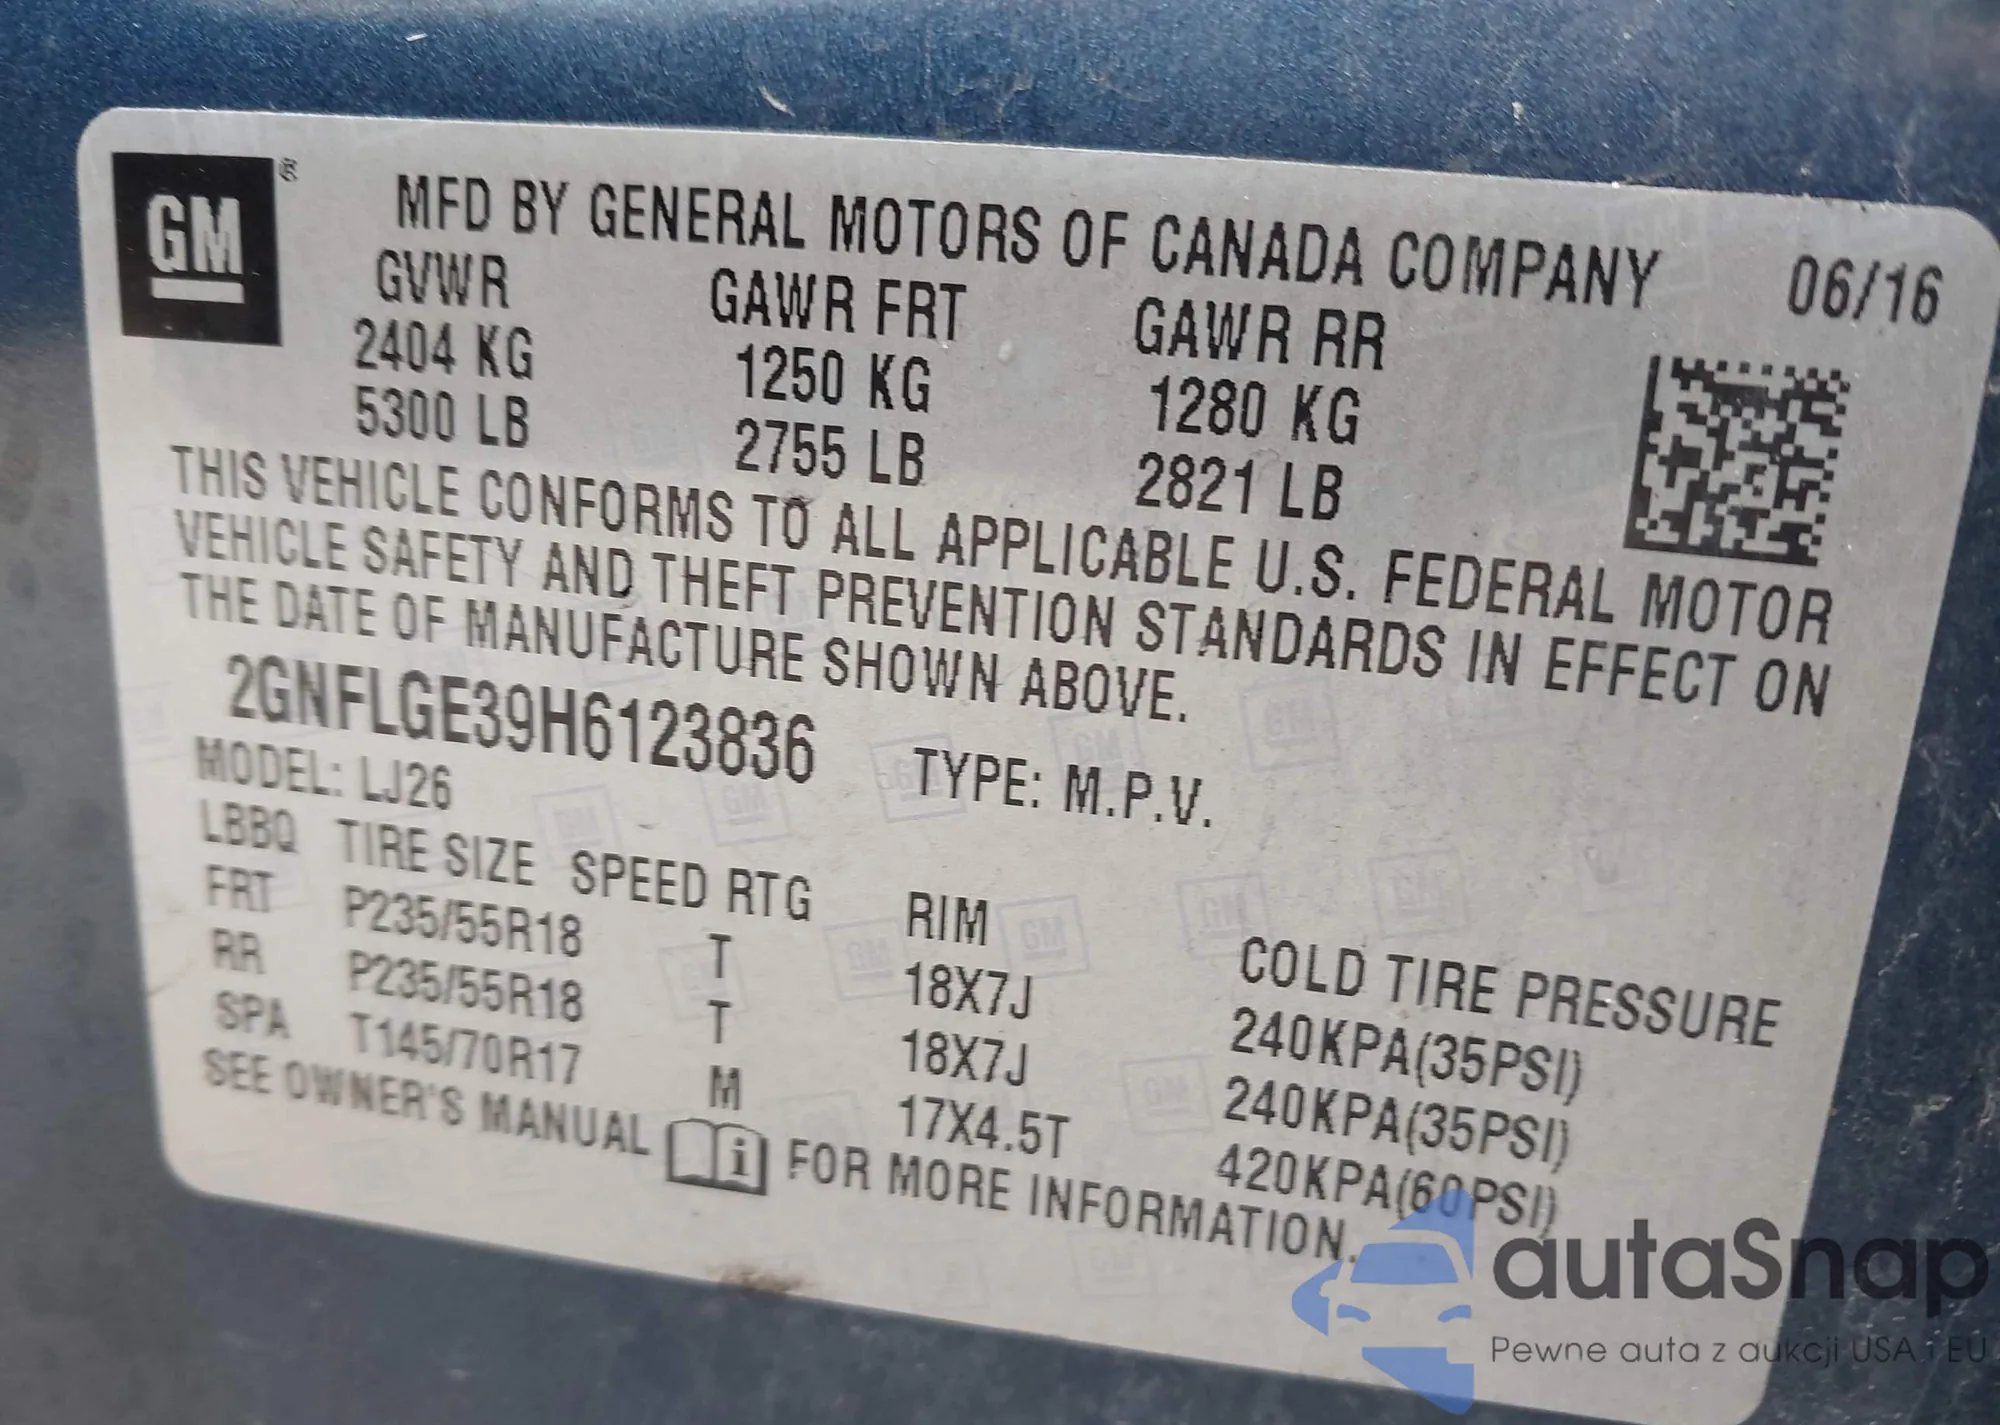 GM ®
MFD BY GENERAL MOTORS OF CANADA COMPANY 06/16
GVWR GAWR FRT GAWR RR
2404 KG 1250 KG 1280 KG
5300 LB 2755 LB 2821 LB
THIS VEHICLE CONFORMS TO ALL APPLICABLE U.S. FEDERAL MOTOR
VEHICLE SAFETY AND THEFT PREVENTION STANDARDS IN EFFECT ON
THE DATE OF MANUFACTURE SHOWN ABOVE.
2GNFLGE39H6123836 TYPE: M.P.V.
MODEL: LJ26
LBBQ TIRE SIZE SPEED RTG RIM COLD TIRE PRESSURE
FRT P235/55R18 T 18X7J 240KPA(35PSI)
RR P235/55R18 T 18X7J 240KPA(35PSI)
SPA T145/70R17 M 17X4.5T 420KPA(60PSI)
SEE OWNER'S MANUAL i FOR MORE INFORMATION.
autaSnap
Pewne auta z aukcji USA i EU